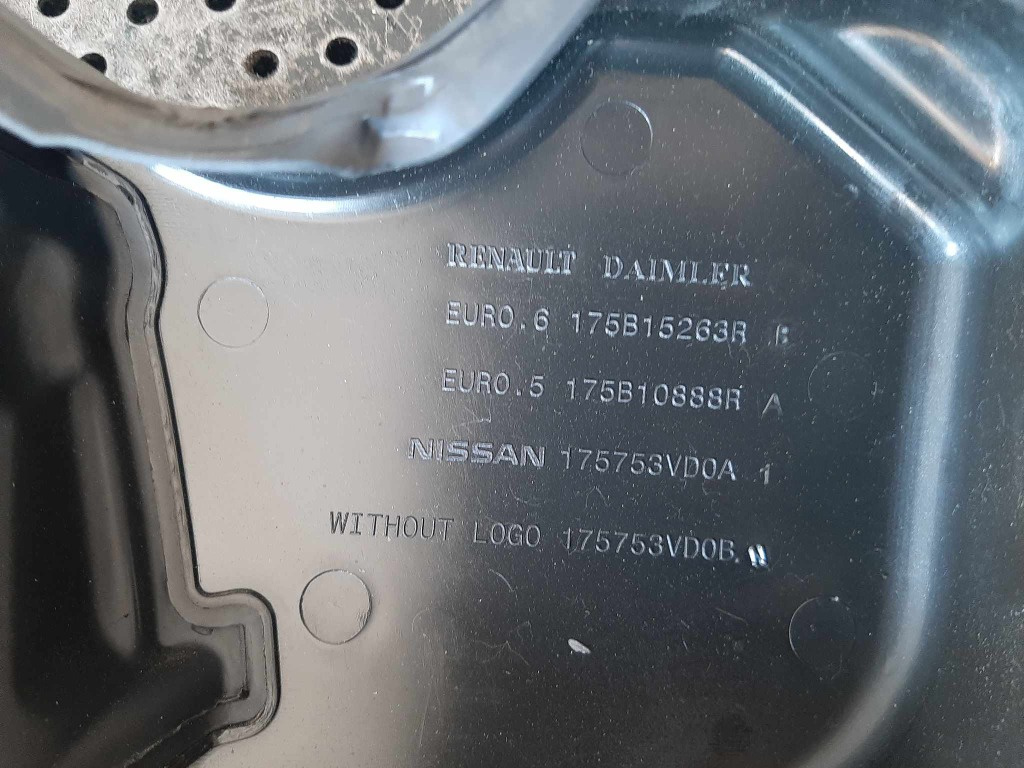 RENAULT DAIMLER
EURO.6 175B15263R
EURO.5 175B10888R A
NISSAN 175753VD0A 1
WITHOUT LOGO 175753VD0B.